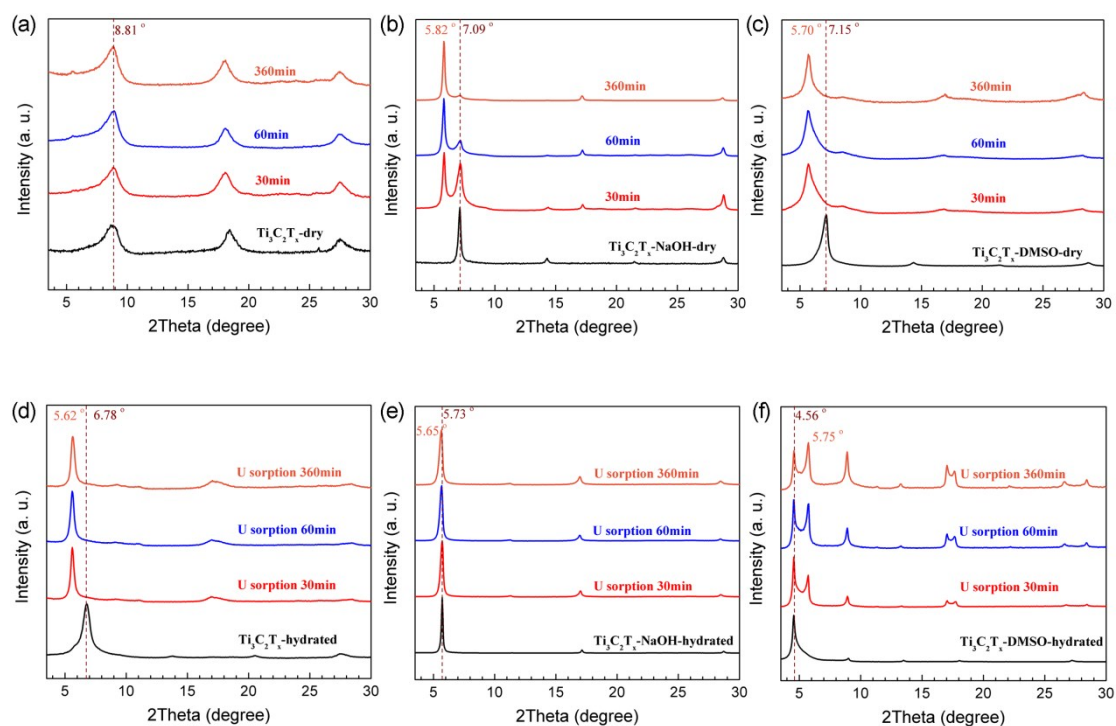 (a)
8.81 °
360min
60min
30min
Ti₃C₂Tₓ-dry
Intensity (a. u.)
5 10 15 20 25 30
2Theta (degree)
(b)
5.82 ° 7.09 °
360min
60min
30min
Ti₃C₂Tₓ-NaOH-dry
Intensity (a. u.)
5 10 15 20 25 30
2Theta (degree)
(c)
5.70 ° 7.15 °
360min
60min
30min
Ti₃C₂Tₓ-DMSO-dry
Intensity (a. u.)
5 10 15 20 25 30
2Theta (degree)
(d)
5.62 ° 6.78 °
U sorption 360min
U sorption 60min
U sorption 30min
Ti₃C₂Tₓ-hydrated
Intensity (a. u.)
5 10 15 20 25 30
2Theta (degree)
(e)
5.73 °
5.65 °
U sorption 360min
U sorption 60min
U sorption 30min
Ti₃C₂Tₓ-NaOH-hydrated
Intensity (a. u.)
5 10 15 20 25 30
2Theta (degree)
(f)
4.56 °
5.75 °
U sorption 360min
U sorption 60min
U sorption 30min
Ti₃C₂Tₓ-DMSO-hydrated
Intensity (a. u.)
5 10 15 20 25 30
2Theta (degree)